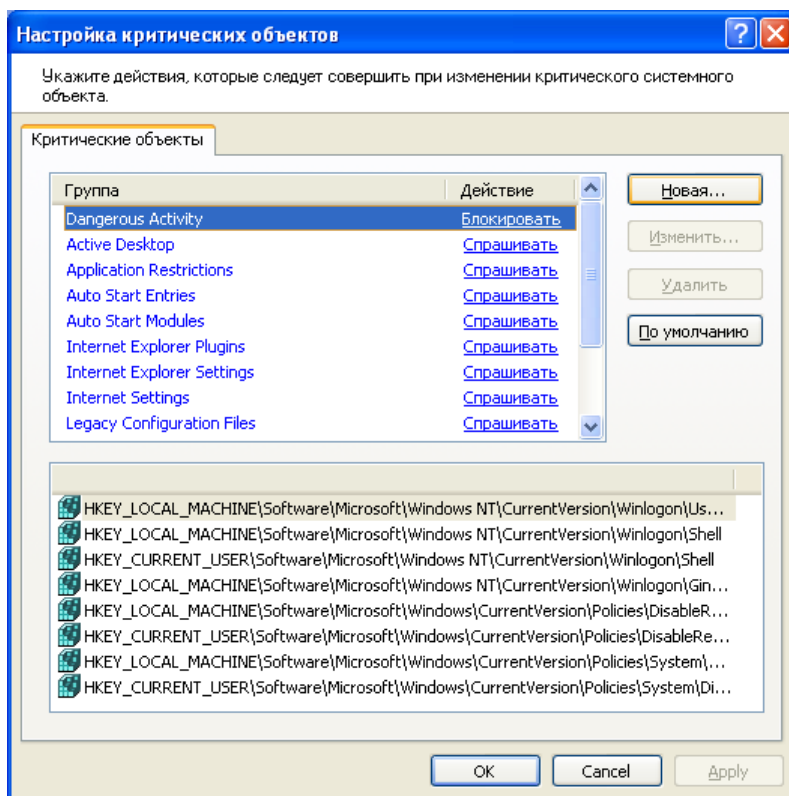 Настройка критических объектов
Укажите действия, которые следует совершить при изменении критического системного
объекта.
Критические объекты
Группа Действие
Dangerous Activity Блокировать
Active Desktop Спрашивать
Application Restrictions Спрашивать
Auto Start Entries Спрашивать
Auto Start Modules Спрашивать
Internet Explorer Plugins Спрашивать
Internet Explorer Settings Спрашивать
Internet Settings Спрашивать
Legacy Configuration Files Спрашивать
Новая...
Изменить...
Удалить
По умолчанию
HKEY_LOCAL_MACHINE\Software\Microsoft\Windows NT\CurrentVersion\Winlogon\Us...
HKEY_LOCAL_MACHINE\Software\Microsoft\Windows NT\CurrentVersion\Winlogon\Shell
HKEY_CURRENT_USER\Software\Microsoft\Windows NT\CurrentVersion\Winlogon\Shell
HKEY_LOCAL_MACHINE\Software\Microsoft\Windows NT\CurrentVersion\Winlogon\Gin...
HKEY_LOCAL_MACHINE\Software\Microsoft\Windows\CurrentVersion\Policies\DisableR...
HKEY_CURRENT_USER\Software\Microsoft\Windows\CurrentVersion\Policies\DisableRe...
HKEY_LOCAL_MACHINE\Software\Microsoft\Windows\CurrentVersion\Policies\System\...
HKEY_CURRENT_USER\Software\Microsoft\Windows\CurrentVersion\Policies\System\Di...
OK Cancel Apply